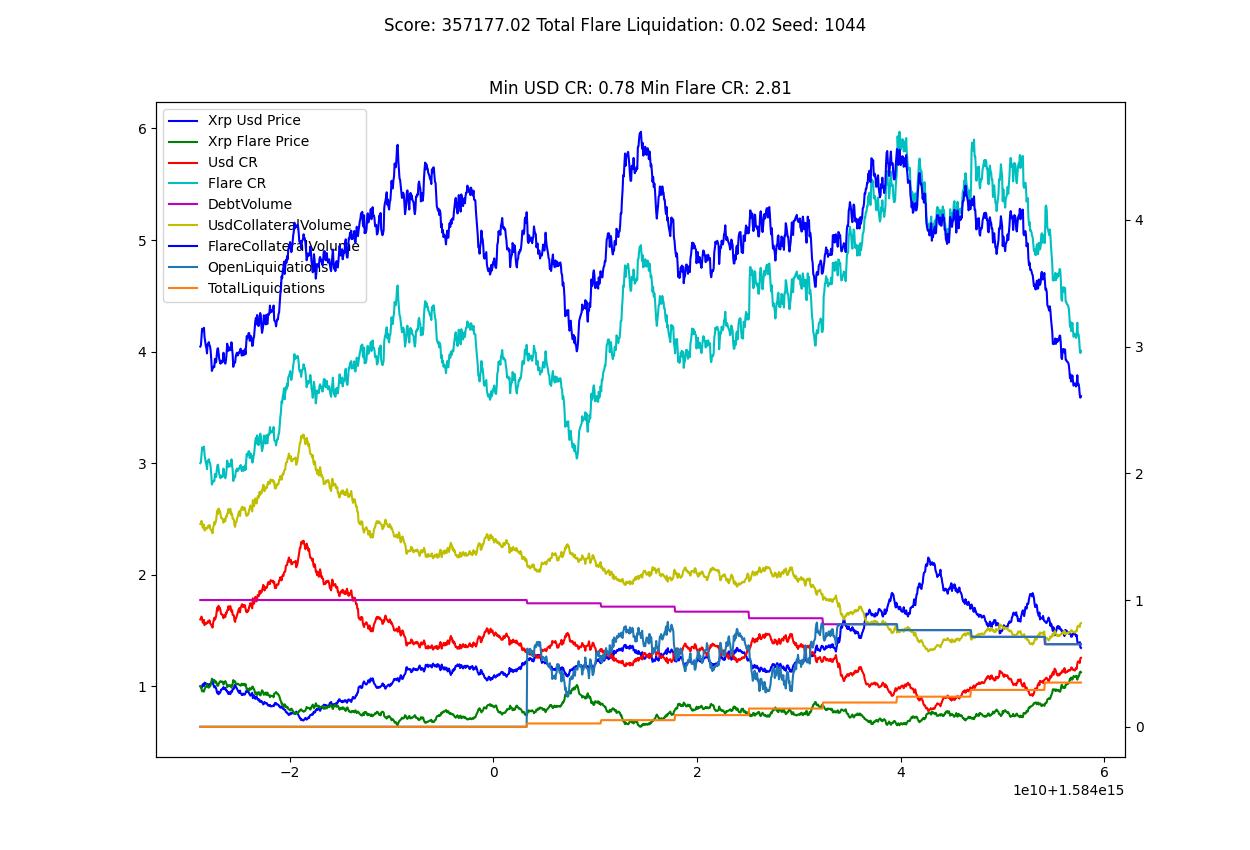 Score: 357177.02 Total Flare Liquidation: 0.02 Seed: 1044
Min USD CR: 0.78 Min Flare CR: 2.81
Xrp Usd Price
Xrp Flare Price
Usd CR
Flare CR
DebtVolume
UsdCollateralVolume
FlareCollateralVolume
OpenLiquidations
TotalLiquidations
6
5
4
3
2
1
4
3
2
1
0
−2
0
2
4
6
1e10+1.584e15